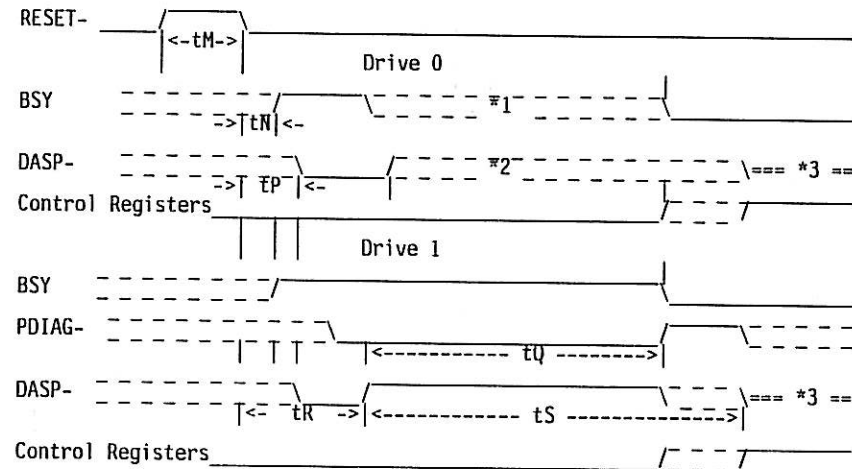 RESET-
<-tM->
Drive 0
BSY
*1
->|tN|<-
DASP-
*2
=== *3 ==
-> tP <-
Control Registers
Drive 1
BSY
PDIAG-
<----------- tQ -------->
DASP-
=== *3 ==
<- tR ->
<------------ tS ------------->
Control Registers